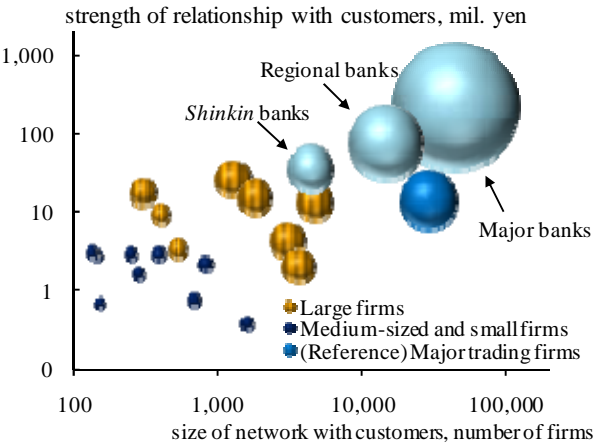 strength of relationship with customers, mil. yen
1,000
Regional banks
Shinkin banks
100
10
Major banks
1
Large firms
Medium-sized and small firms
(Reference) Major trading firms
0
100 1,000 10,000 100,000
size of network with customers, number of firms